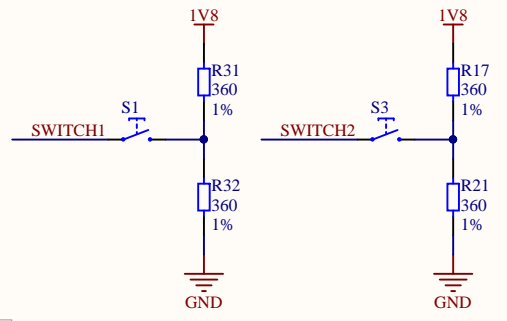 1V8
R31
360
1%
S1
SWITCH1
R32
360
1%
GND
1V8
R17
360
1%
S3
SWITCH2
R21
360
1%
GND